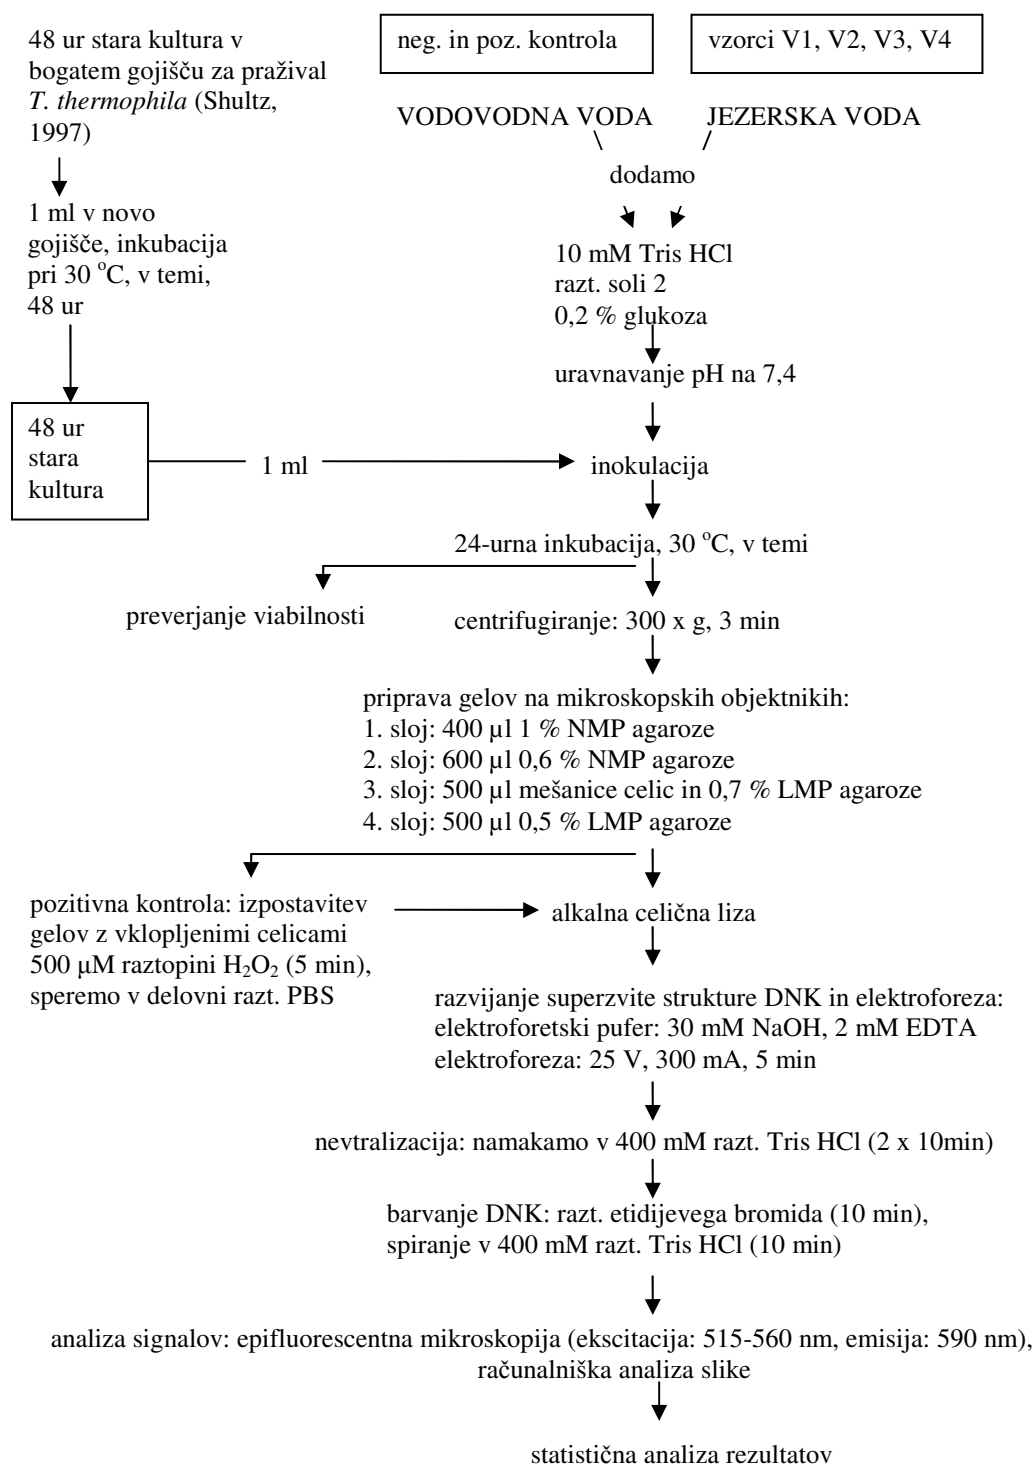 48 ur stara kultura v
bogatem gojišču za pražival
T. thermophila (Shultz,
1997)
1 ml v novo
gojišče, inkubacija
pri 30 °C, v temi,
48 ur
48 ur
stara
kultura
1 ml
neg. in poz. kontrola
vzorci V1, V2, V3, V4
VODOVODNA VODA
JEZERSKA VODA
dodamo
10 mM Tris HCl
razt. soli 2
0,2 % glukoza
uravnavanje pH na 7,4
inokulacija
24-urna inkubacija, 30 °C, v temi
preverjanje viabilnosti
centrifugiranje: 300 x g, 3 min
priprava gelov na mikroskopskih objektnikih:
1. sloj: 400 µl 1 % NMP agaroze
2. sloj: 600 µl 0,6 % NMP agaroze
3. sloj: 500 µl mešanice celic in 0,7 % LMP agaroze
4. sloj: 500 µl 0,5 % LMP agaroze
pozitivna kontrola: izpostavitev
gelov z vklopljenimi celicami
500 µM raztopini H₂O₂ (5 min),
speremo v delovni razt. PBS
alkalna celična liza
razvijanje superzvite strukture DNK in elektroforeza:
elektroforetski pufer: 30 mM NaOH, 2 mM EDTA
elektroforeza: 25 V, 300 mA, 5 min
nevtralizacija: namakamo v 400 mM razt. Tris HCl (2 x 10min)
barvanje DNK: razt. etidijevega bromida (10 min),
spiranje v 400 mM razt. Tris HCl (10 min)
analiza signalov: epifluorescentna mikroskopija (ekscitacija: 515-560 nm, emisija: 590 nm),
računalniška analiza slike
statistična analiza rezultatov